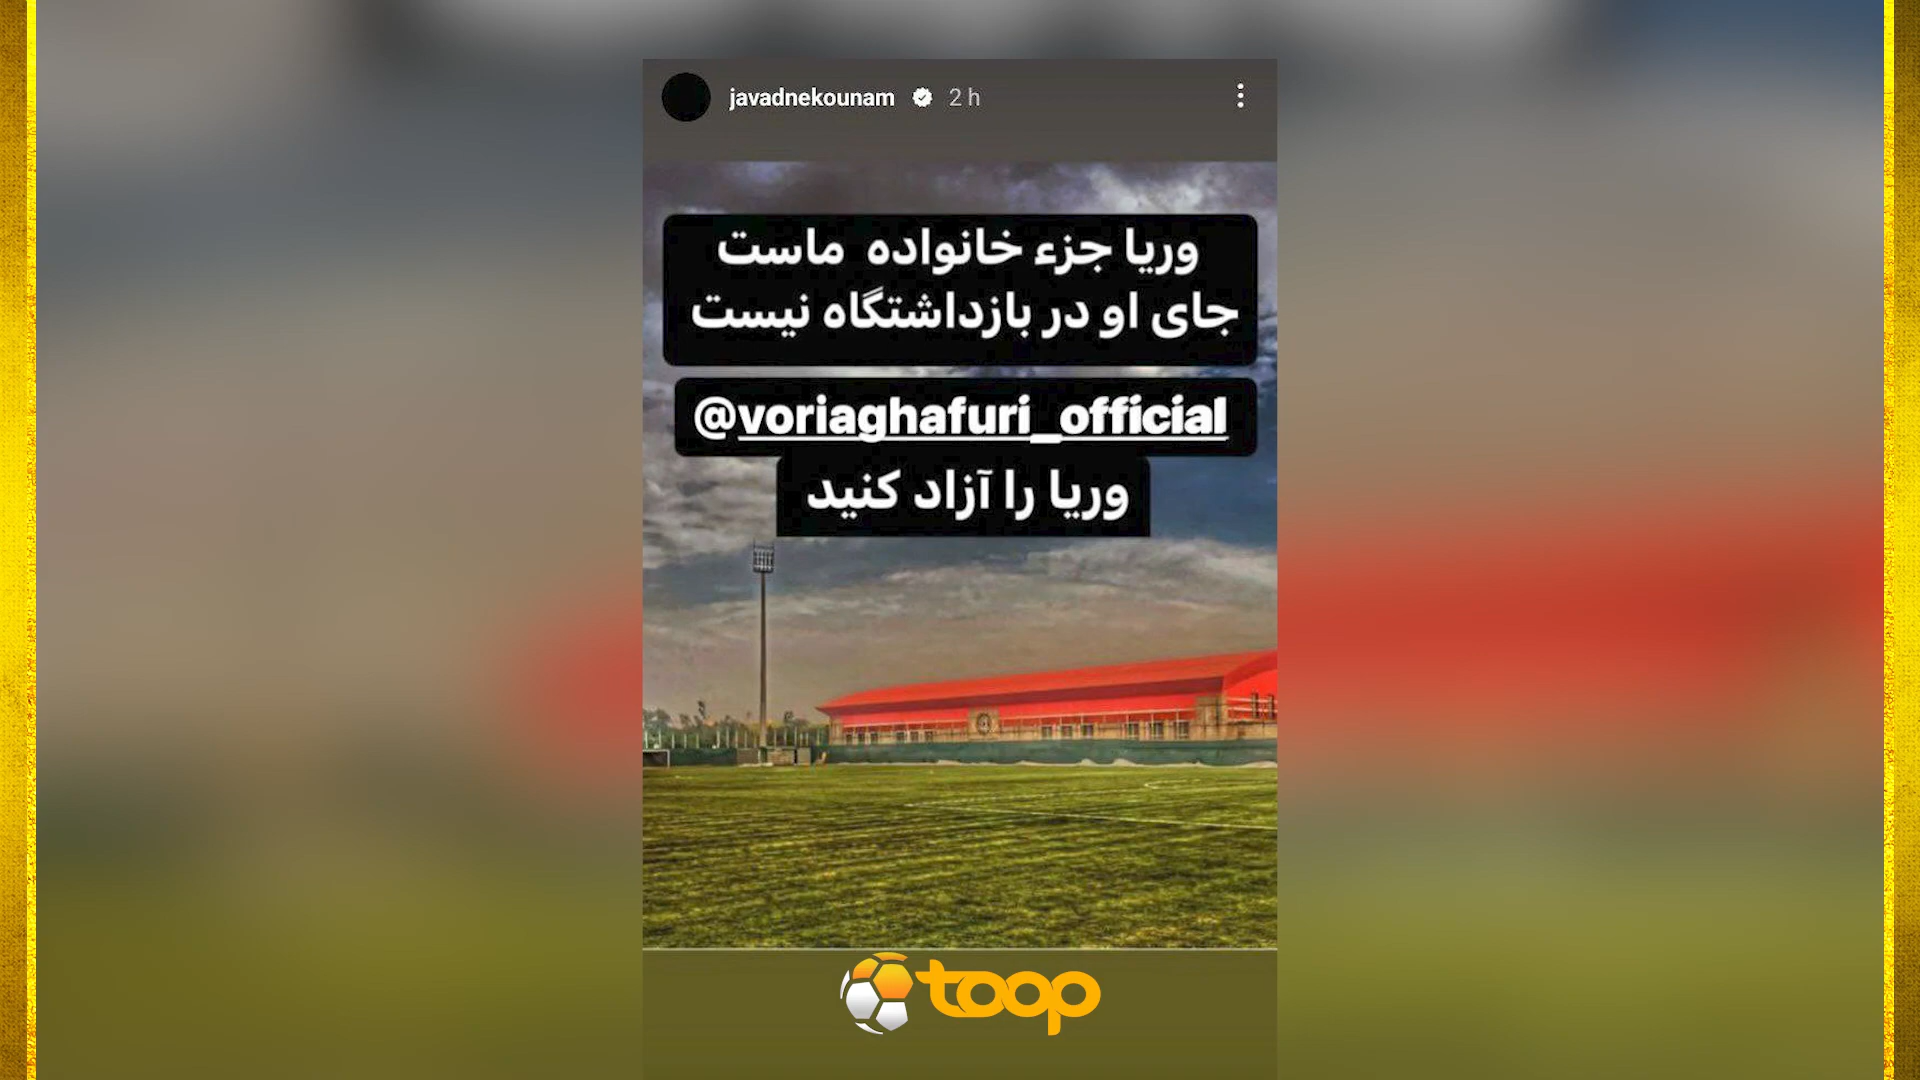 javadnekounam 2 h
وریا جزء خانواده ماست
جای او در بازداشتگاه نیست
@voriaghafuri_official
وریا را آزاد کنید
toop